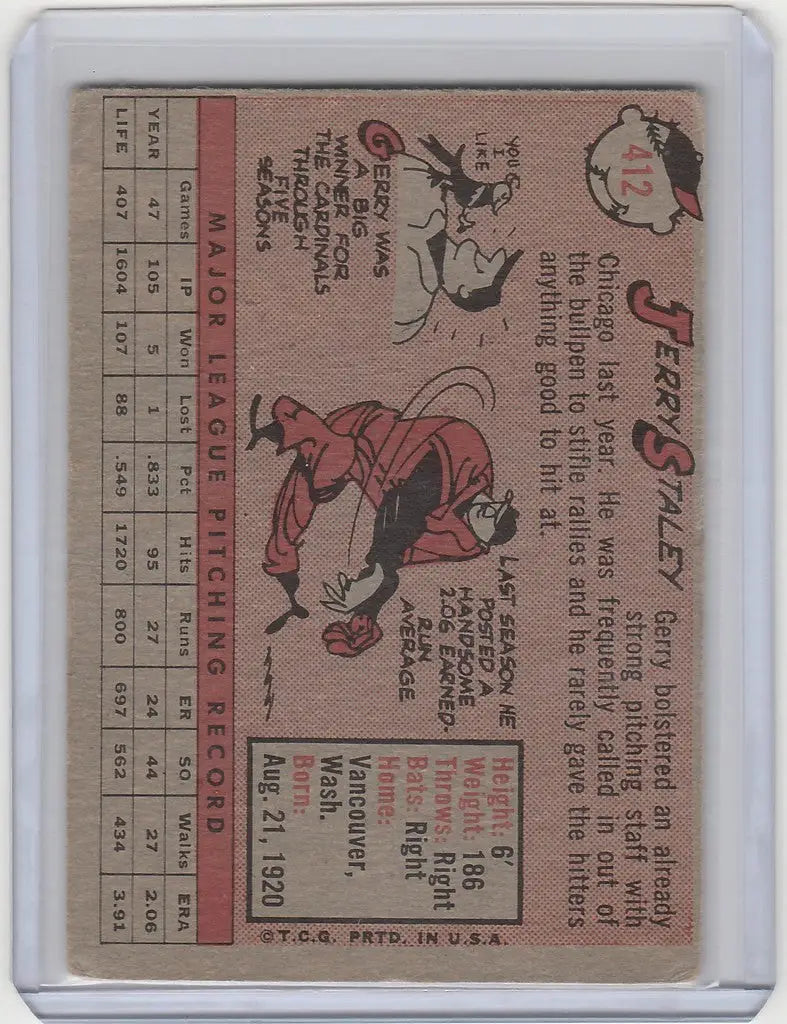 412
JERRY STALEY
Gerry bolstered an already
strong pitching staff with
Chicago last year. He was frequently called in out of
the bullpen to stifle rallies and he rarely gave the hitters
anything good to hit at.
YOU
I
LIKE
GERRY WAS
A BIG
WINNER FOR
THE CARDINALS
THROUGH
FIVE
SEASONS
LAST SEASON HE
POSTED A
HANDSOME
2.06 EARNED-
RUN
AVERAGE
Height: 6'
Weight: 186
Throws: Right
Bats: Right
Home:
Vancouver,
Wash.
Born:
Aug. 21, 1920
©T.C.G. PRTD. IN U.S.A.
MAJOR LEAGUE PITCHING RECORD
Games IP Won Lost Pct Hits Runs ER SO Walks ERA
YEAR 47 105 5 1 .833 95 27 24 44 27 2.06
LIFE 407 1604 107 88 .549 1720 800 697 562 434 3.91